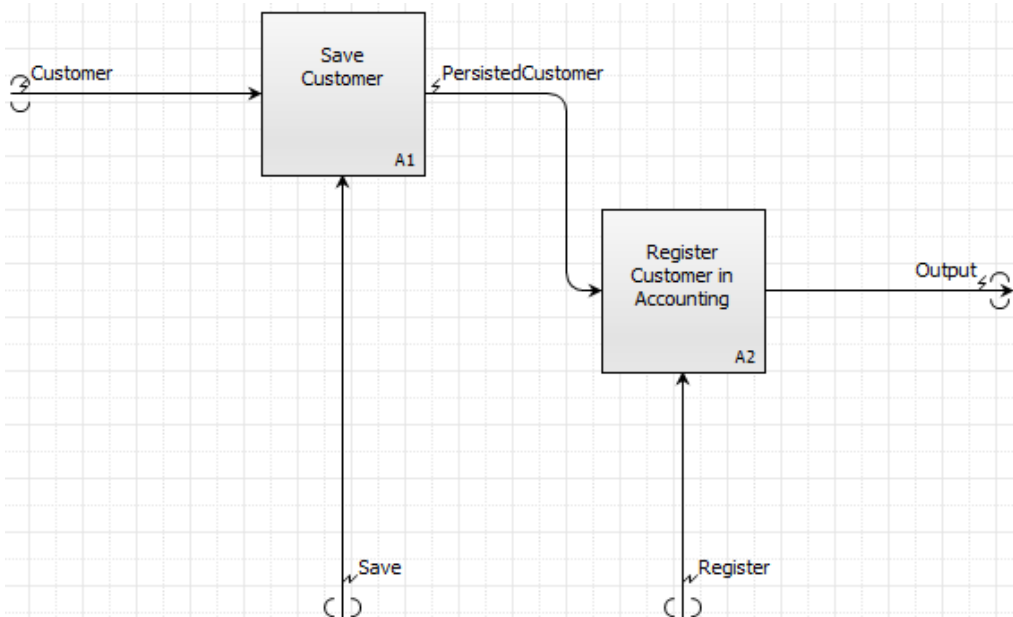 Customer
Save
Customer
A1
PersistedCustomer
Register
Customer in
Accounting
A2
Output
Save
Register